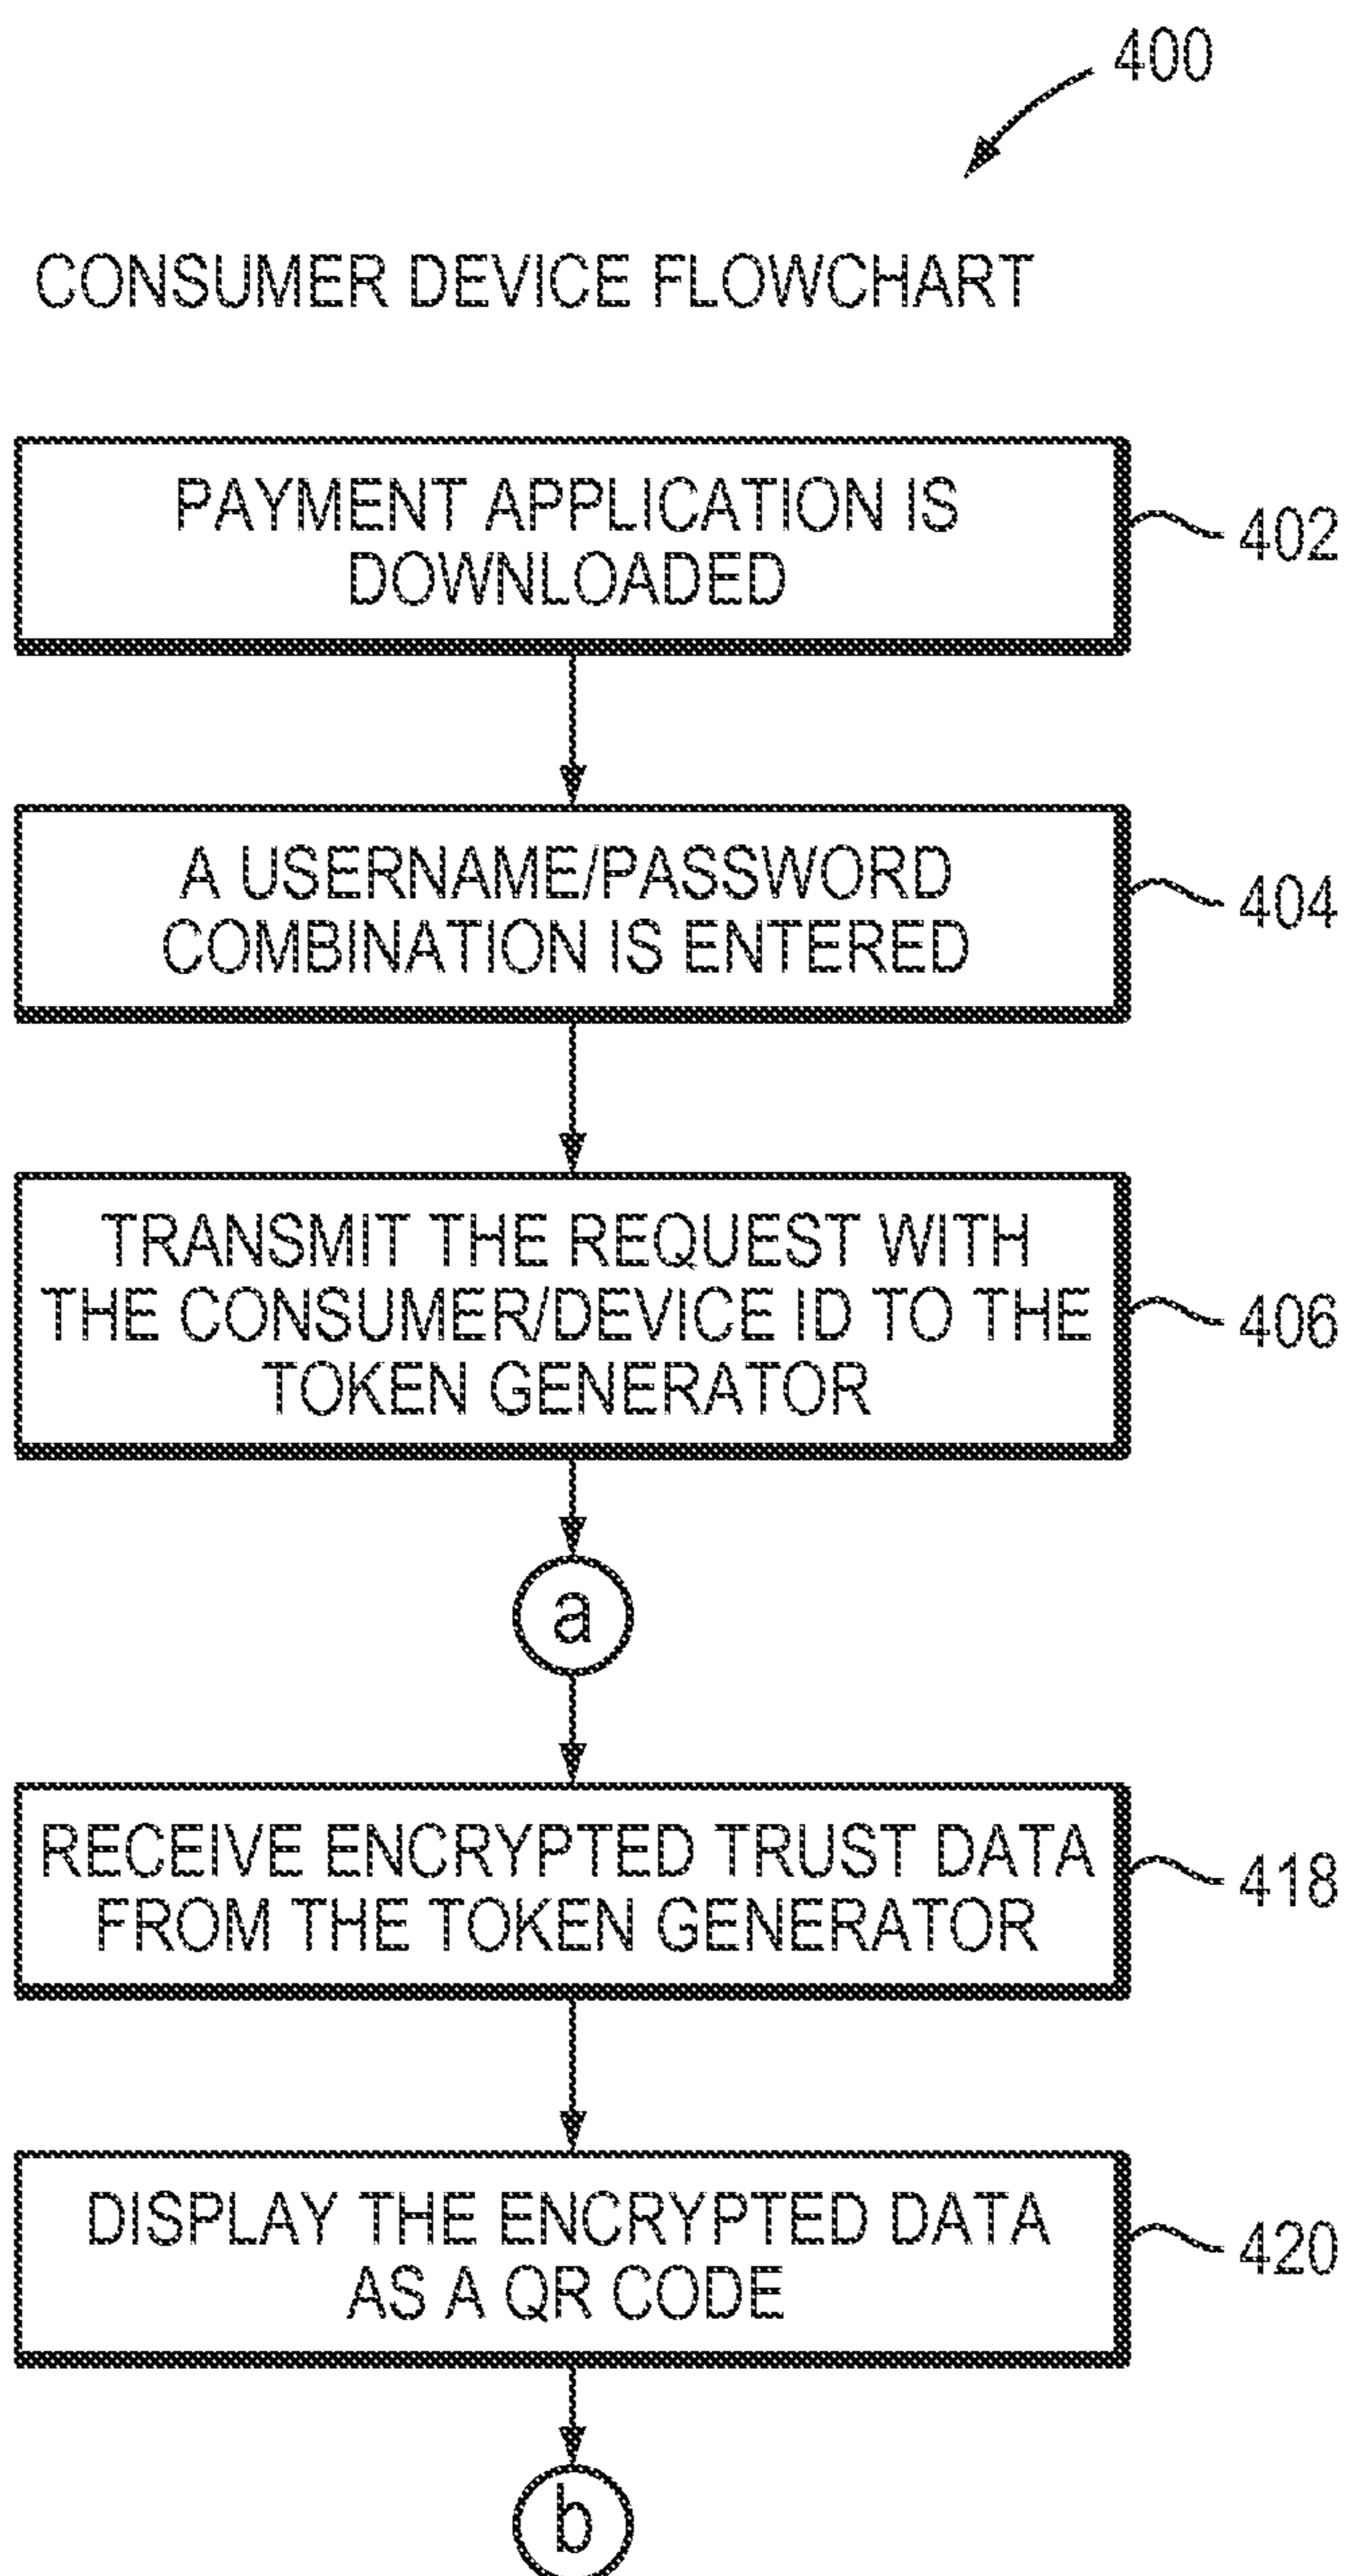 400
CONSUMER DEVICE FLOWCHART
PAYMENT APPLICATION IS
DOWNLOADED
402
A USERNAME/PASSWORD
COMBINATION IS ENTERED
404
TRANSMIT THE REQUEST WITH
THE CONSUMER/DEVICE ID TO THE
TOKEN GENERATOR
406
a
RECEIVE ENCRYPTED TRUST DATA
FROM THE TOKEN GENERATOR
418
DISPLAY THE ENCRYPTED DATA
AS A QR CODE
420
b